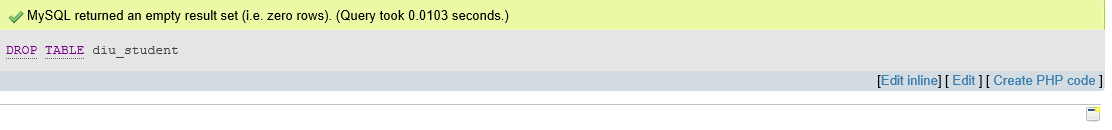 MySQL returned an empty result set (i.e. zero rows). (Query took 0.0103 seconds.)
DROP TABLE diu_student
[Edit inline] [ Edit ] [ Create PHP code ]